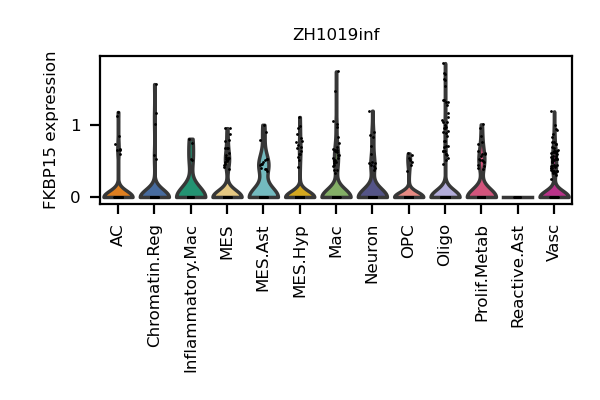 ZH1019inf
FKBP15 expression
1
0
AC
Chromatin.Reg
Inflammatory.Mac
MES
MES.Ast
MES.Hyp
Mac
Neuron
OPC
Oligo
Prolif.Metab
Reactive.Ast
Vasc